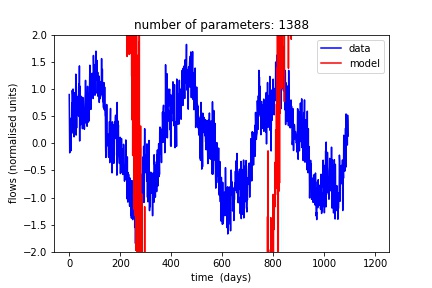 number of parameters: 1388
data
model
2.0
1.5
1.0
0.5
0.0
−0.5
−1.0
−1.5
−2.0
flows (normalised units)
0 200 400 600 800 1000 1200
time (days)